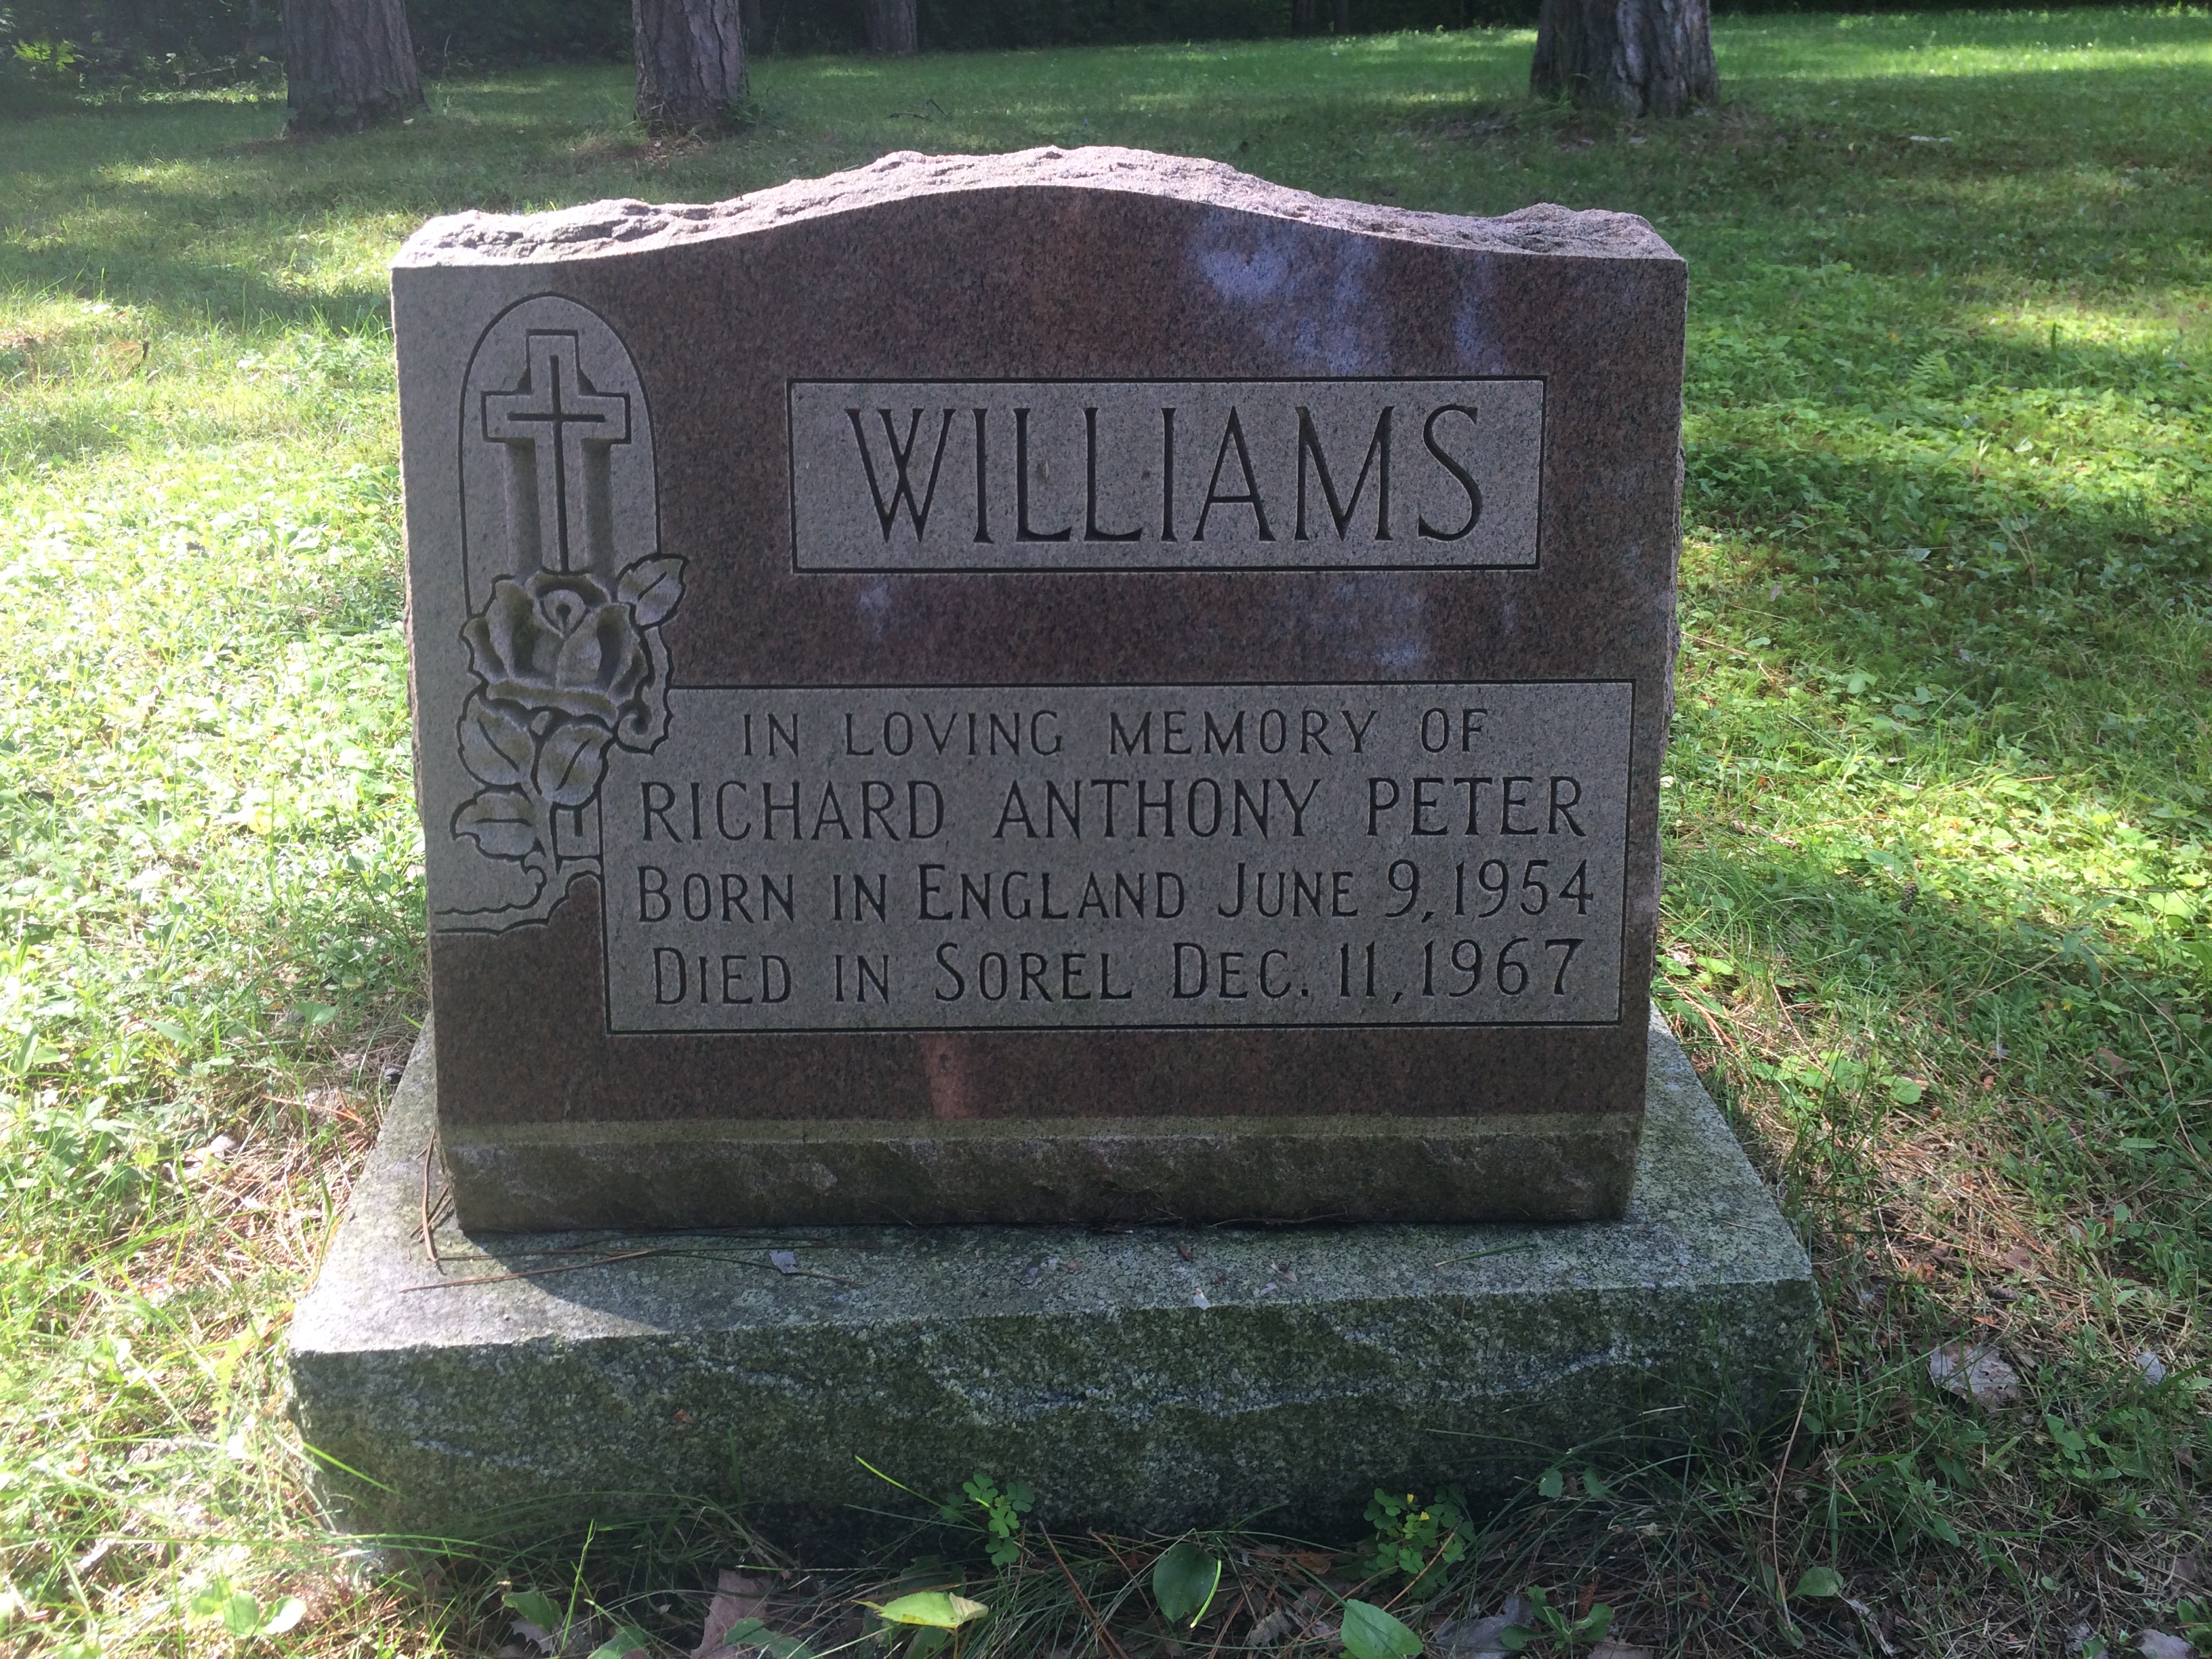 WILLIAMS
IN LOVING MEMORY OF
RICHARD ANTHONY PETER
BORN IN ENGLAND JUNE 9, 1954
DIED IN SOREL DEC. 11, 1967